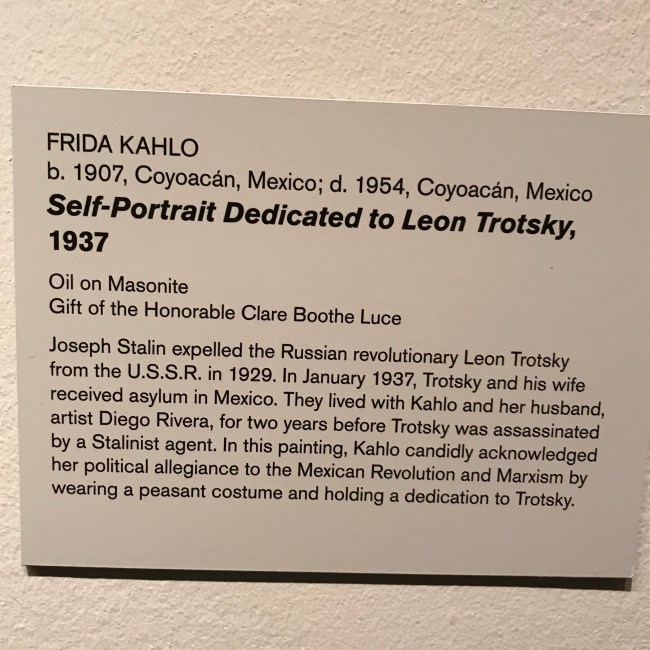 FRIDA KAHLO
b. 1907, Coyoacán, Mexico; d. 1954, Coyoacán, Mexico
Self-Portrait Dedicated to Leon Trotsky,
1937
Oil on Masonite
Gift of the Honorable Clare Boothe Luce
Joseph Stalin expelled the Russian revolutionary Leon Trotsky
from the U.S.S.R. in 1929. In January 1937, Trotsky and his wife
received asylum in Mexico. They lived with Kahlo and her husband,
artist Diego Rivera, for two years before Trotsky was assassinated
by a Stalinist agent. In this painting, Kahlo candidly acknowledged
her political allegiance to the Mexican Revolution and Marxism by
wearing a peasant costume and holding a dedication to Trotsky.